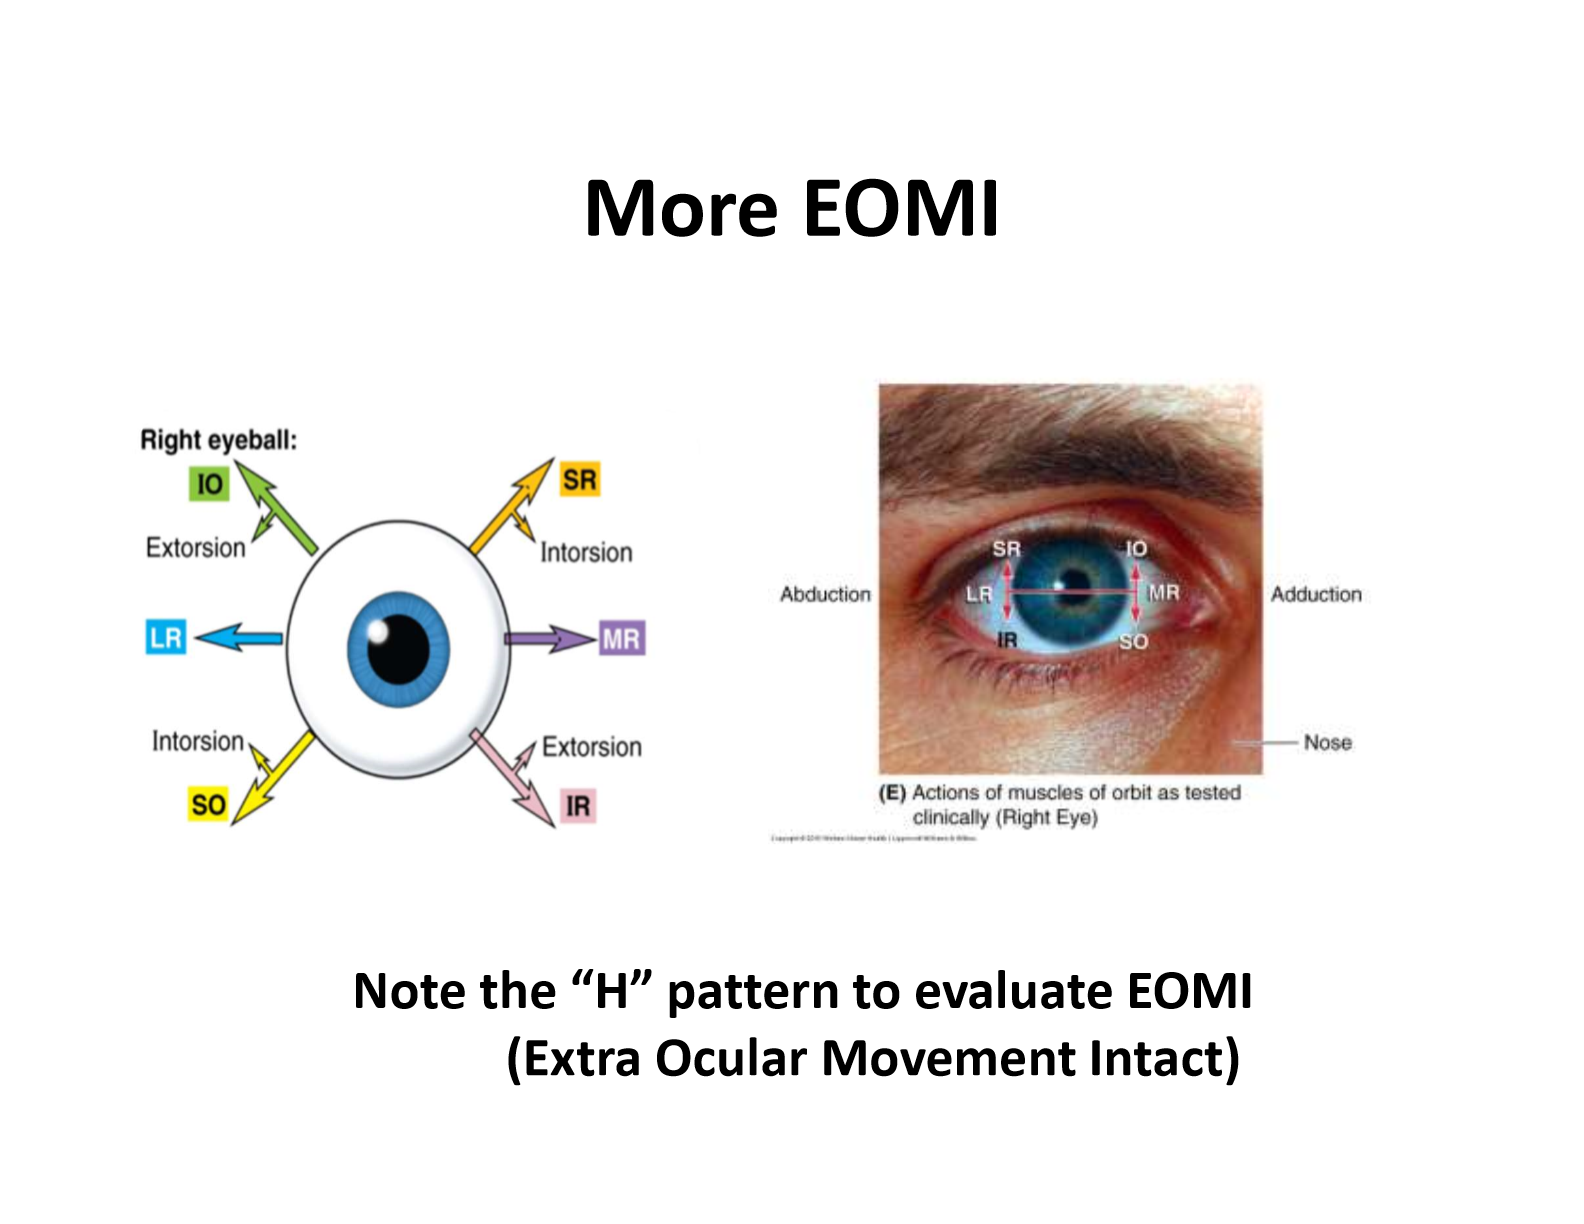 More EOMI
Right eyeball:
IO
SR
Extorsion
Intorsion
LR
MR
Intorsion
Extorsion
SO
IR
SR
IO
Abduction
LR
MR
Adduction
IR
SO
Nose
(E) Actions of muscles of orbit as tested
clinically (Right Eye)
Note the “H” pattern to evaluate EOMI
(Extra Ocular Movement Intact)